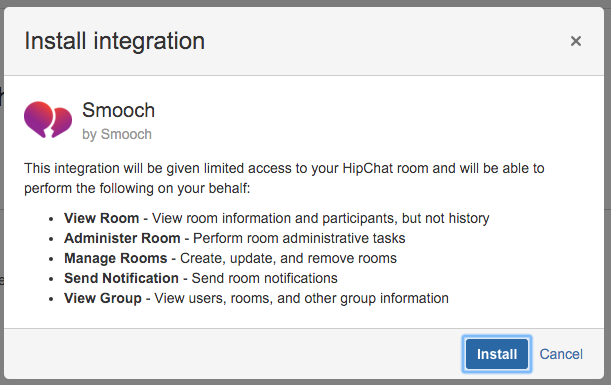 Install integration
×
Smooch
by Smooch
This integration will be given limited access to your HipChat room and will be able to
perform the following on your behalf:
• View Room - View room information and participants, but not history
• Administer Room - Perform room administrative tasks
• Manage Rooms - Create, update, and remove rooms
• Send Notification - Send room notifications
• View Group - View users, rooms, and other group information
Install Cancel